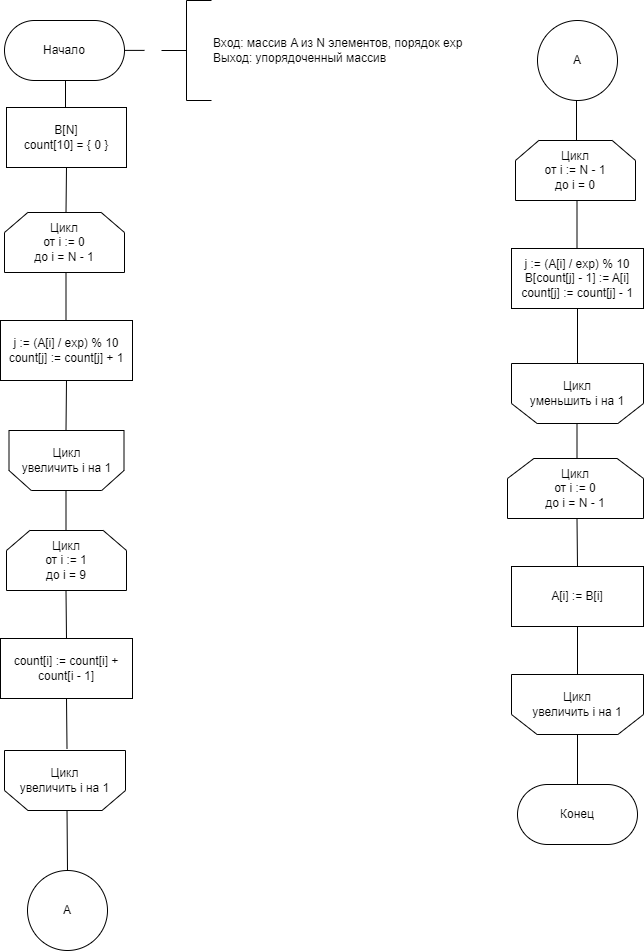 Начало
Вход: массив А из N элементов, порядок exp
Выход: упорядоченный массив
B[N]
count[10] = { 0 }
Цикл
от i := 0
до i = N - 1
j := (A[i] / exp) % 10
count[j] := count[j] + 1
Цикл
увеличить i на 1
Цикл
от i := 1
до i = 9
count[i] := count[i] +
count[i - 1]
Цикл
увеличить i на 1
А
А
Цикл
от i := N - 1
до i = 0
j := (A[i] / exp) % 10
B[count[j] - 1] := A[i]
count[j] := count[j] - 1
Цикл
уменьшить i на 1
Цикл
от i := 0
до i = N - 1
A[i] := B[i]
Цикл
увеличить i на 1
Конец